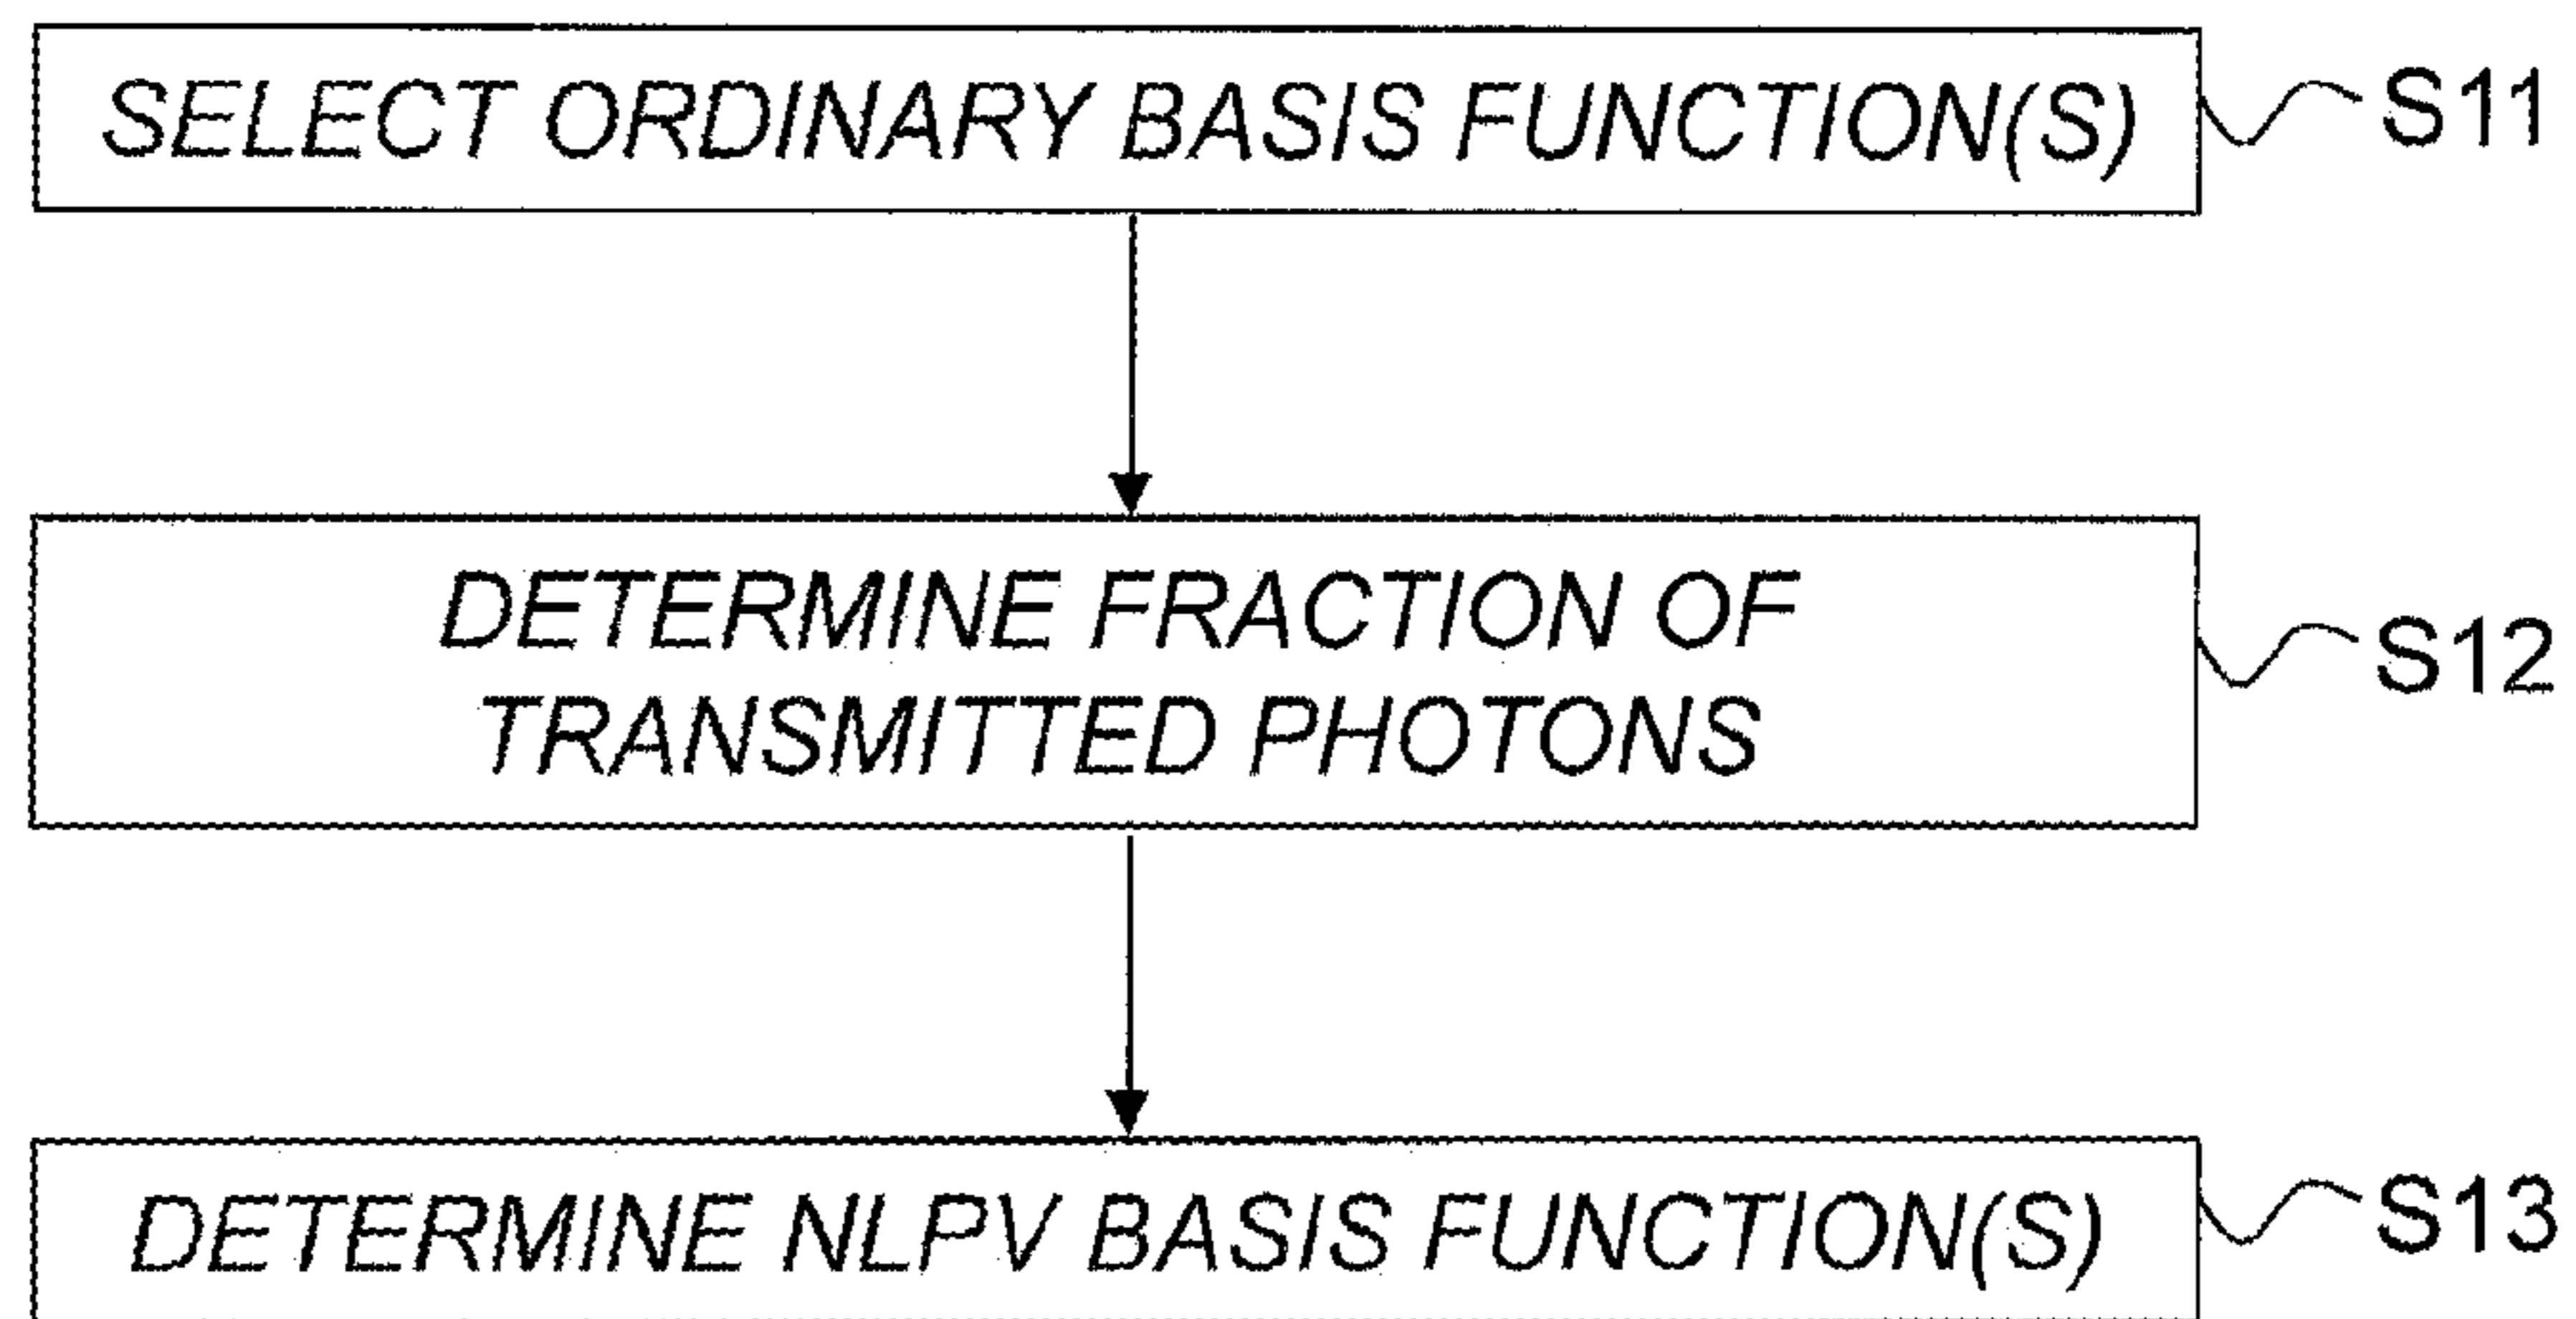 SELECT ORDINARY BASIS FUNCTION(S) S11
DETERMINE FRACTION OF
TRANSMITTED PHOTONS S12
DETERMINE NLPV BASIS FUNCTION(S) S13